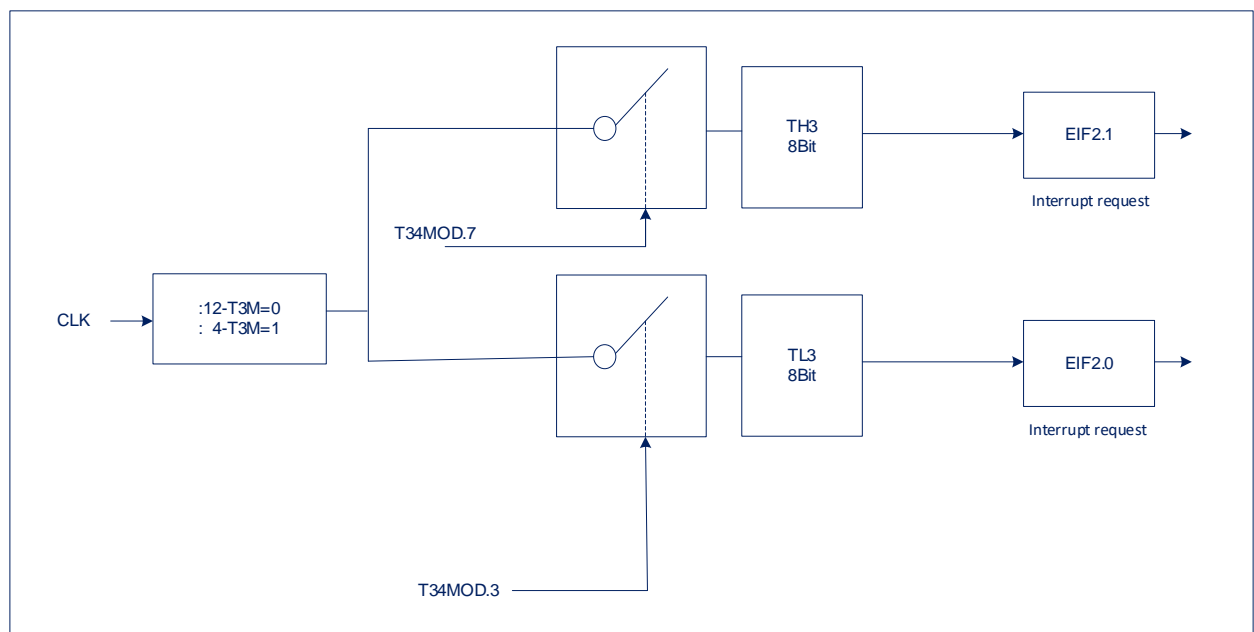 TH3
8Bit
EIF2.1
Interrupt request
T34MOD.7
CLK
:12-T3M=0
: 4-T3M=1
TL3
8Bit
EIF2.0
Interrupt request
T34MOD.3